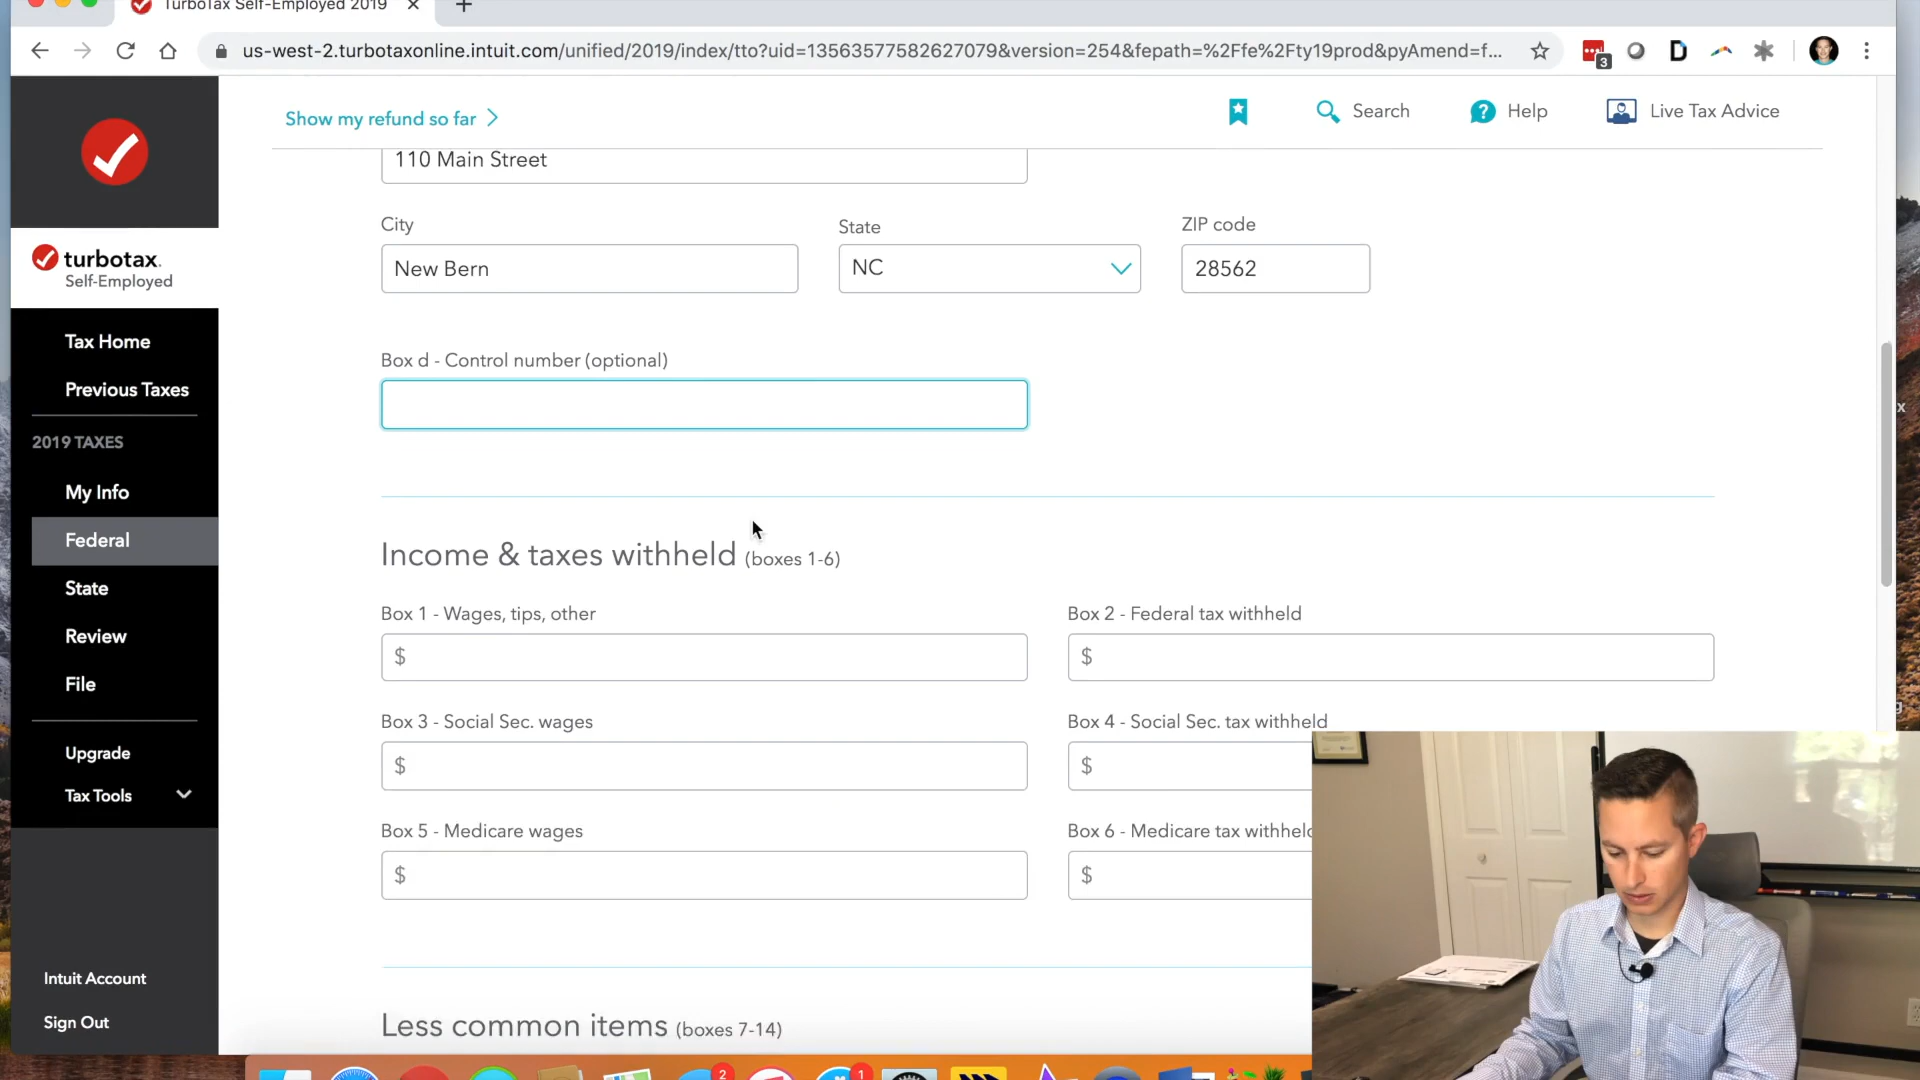 TurboTax Self-Employed 2019
us-west-2.turbotaxonline.intuit.com/unified/2019/index/tto?uid=13563577582627079&version=254&fepath=%2Ffe%2Fty19prod&pyAmend=f...
3
Show my refund so far
Search
Help
Live Tax Advice
110 Main Street
City
State
ZIP code
New Bern
NC
28562
turbotax.
Self-Employed
Tax Home
Previous Taxes
2019 TAXES
My Info
Federal
State
Review
File
Upgrade
Tax Tools
Intuit Account
Sign Out
Box d - Control number (optional)
Income & taxes withheld (boxes 1-6)
Box 1 - Wages, tips, other
Box 2 - Federal tax withheld
$
$
Box 3 - Social Sec. wages
Box 4 - Social Sec. tax withheld
$
$
Box 5 - Medicare wages
Box 6 - Medicare tax withheld
$
$
Less common items (boxes 7-14)
2
1